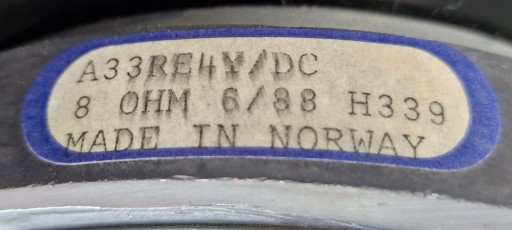 A33RE4Y/DC
8 OHM 6/88 H339
MADE IN NORWAY